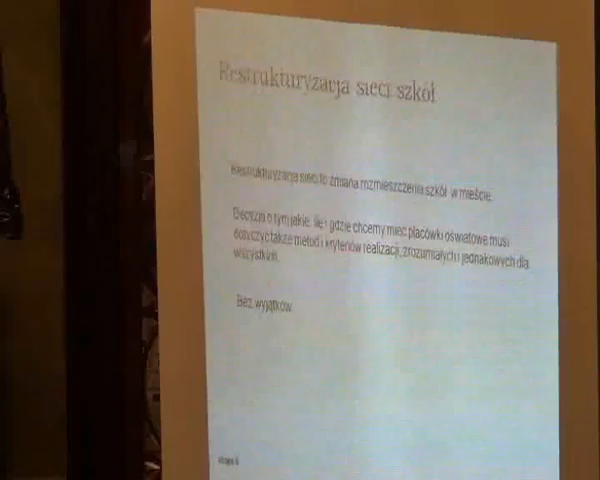 Restrukturyzacja sieci szkół
Restrukturyzacja sieci to zmiana rozmieszczenia szkół w mieście.
Decyzja o tym jakie, ile i gdzie chcemy mieć placówki oświatowe musi
dotyczyć także metod i kryteriów realizacji, zrozumiałych i jednakowych dla
wszystkich.
Bez wyjątków